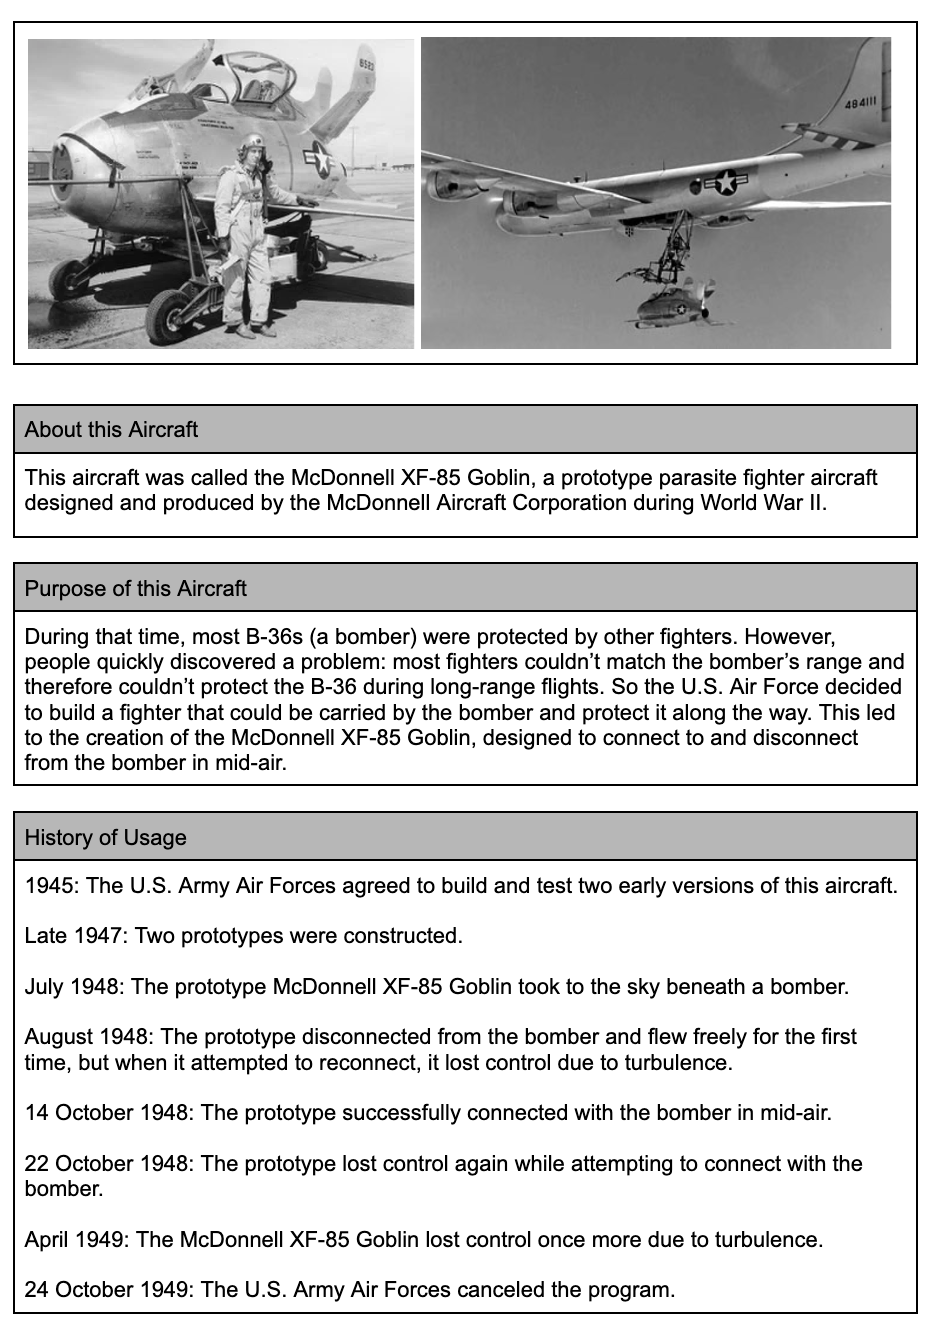 8523
484111
About this Aircraft
This aircraft was called the McDonnell XF-85 Goblin, a prototype parasite fighter aircraft
designed and produced by the McDonnell Aircraft Corporation during World War II.
Purpose of this Aircraft
During that time, most B-36s (a bomber) were protected by other fighters. However,
people quickly discovered a problem: most fighters couldn’t match the bomber’s range and
therefore couldn’t protect the B-36 during long-range flights. So the U.S. Air Force decided
to build a fighter that could be carried by the bomber and protect it along the way. This led
to the creation of the McDonnell XF-85 Goblin, designed to connect to and disconnect
from the bomber in mid-air.
History of Usage
1945: The U.S. Army Air Forces agreed to build and test two early versions of this aircraft.
Late 1947: Two prototypes were constructed.
July 1948: The prototype McDonnell XF-85 Goblin took to the sky beneath a bomber.
August 1948: The prototype disconnected from the bomber and flew freely for the first
time, but when it attempted to reconnect, it lost control due to turbulence.
14 October 1948: The prototype successfully connected with the bomber in mid-air.
22 October 1948: The prototype lost control again while attempting to connect with the
bomber.
April 1949: The McDonnell XF-85 Goblin lost control once more due to turbulence.
24 October 1949: The U.S. Army Air Forces canceled the program.